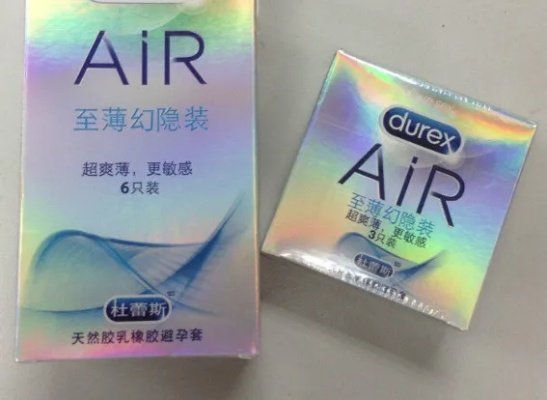 AiR
至薄幻隐装
超爽薄，更敏感
6只装
杜蕾斯
天然胶乳橡胶避孕套
durex
AiR
至薄幻隐装
超爽薄，更敏感
3只装
杜蕾斯